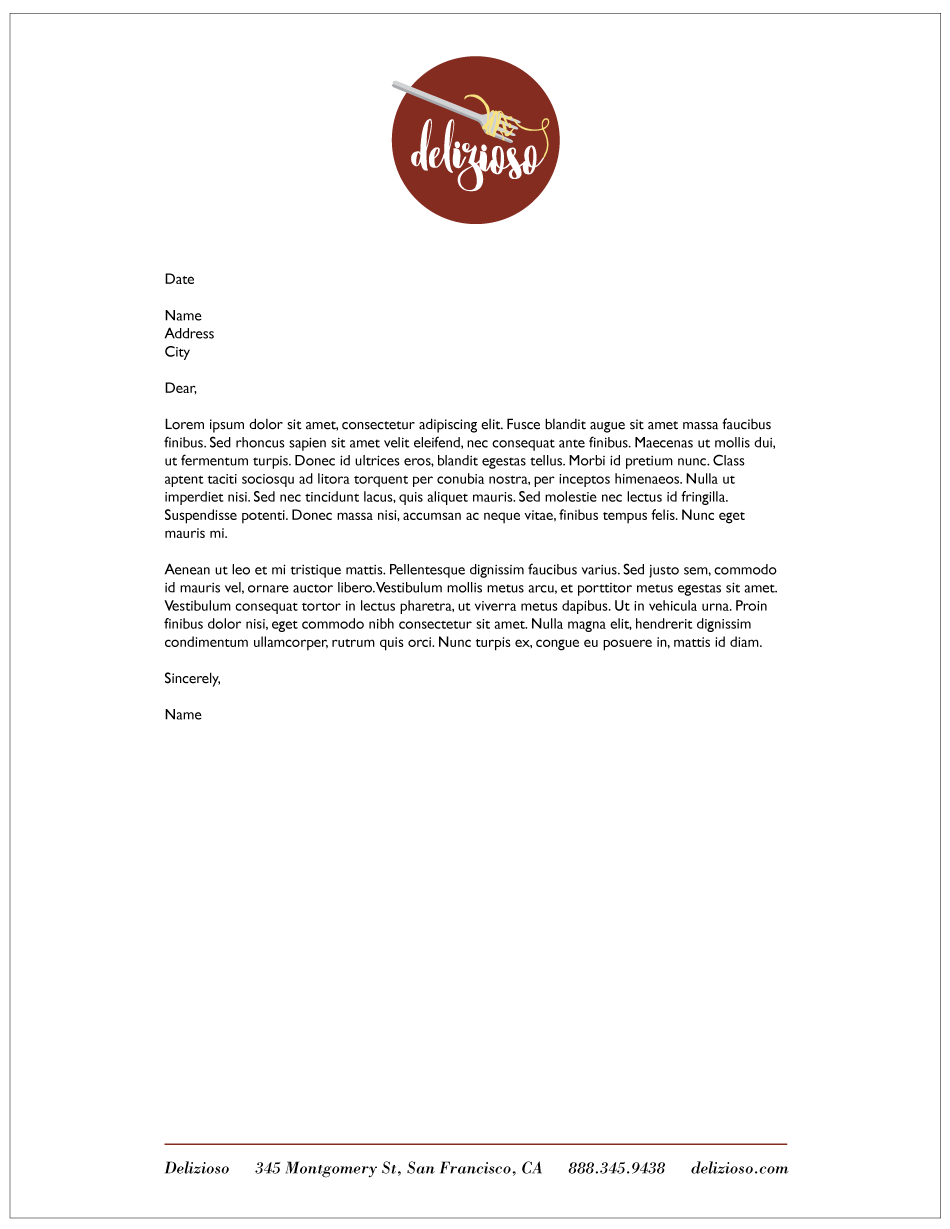 delizioso
Date
Name
Address
City
Dear,
Lorem ipsum dolor sit amet, consectetur adipiscing elit. Fusce blandit augue sit amet massa faucibus
finibus. Sed rhoncus sapien sit amet velit eleifend, nec consequat ante finibus. Maecenas ut mollis dui,
ut fermentum turpis. Donec id ultrices eros, blandit egestas tellus. Morbi id pretium nunc. Class
aptent taciti sociosqu ad litora torquent per conubia nostra, per inceptos himenaeos. Nulla ut
imperdiet nisi. Sed nec tincidunt lacus, quis aliquet mauris. Sed molestie nec lectus id fringilla.
Suspendisse potenti. Donec massa nisi, accumsan ac neque vitae, finibus tempus felis. Nunc eget
mauris mi.
Aenean ut leo et mi tristique mattis. Pellentesque dignissim faucibus varius. Sed justo sem, commodo
id mauris vel, ornare auctor libero. Vestibulum mollis metus arcu, et porttitor metus egestas sit amet.
Vestibulum consequat tortor in lectus pharetra, ut viverra metus dapibus. Ut in vehicula urna. Proin
finibus dolor nisi, eget commodo nibh consectetur sit amet. Nulla magna elit, hendrerit dignissim
condimentum ullamcorper, rutrum quis orci. Nunc turpis ex, congue eu posuere in, mattis id diam.
Sincerely,
Name
Delizioso 345 Montgomery St, San Francisco, CA 888.345.9438 delizioso.com